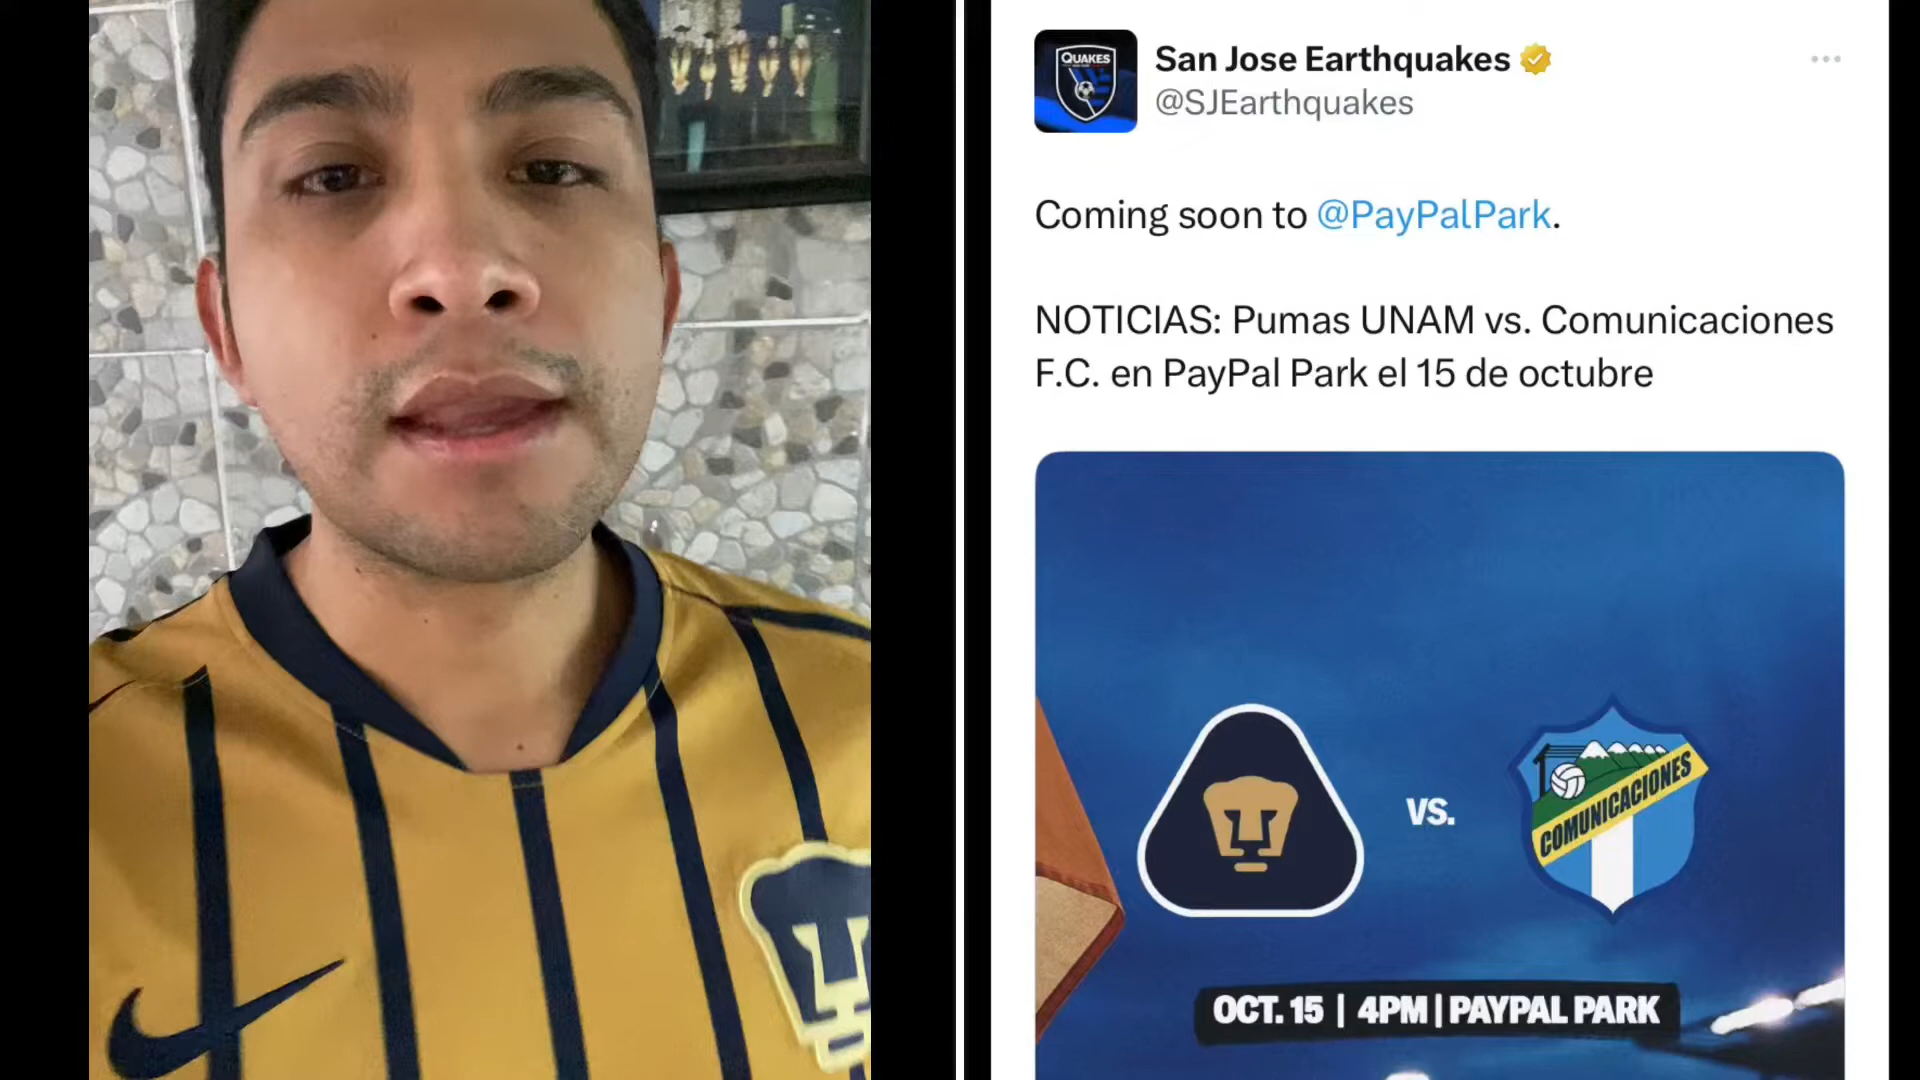 QUAKES
San Jose Earthquakes
@SJEarthquakes
Coming soon to @PayPalPark.
NOTICIAS: Pumas UNAM vs. Comunicaciones
F.C. en PayPal Park el 15 de octubre
VS.
COMUNICACIONES
OCT. 15 | 4PM | PAYPAL PARK